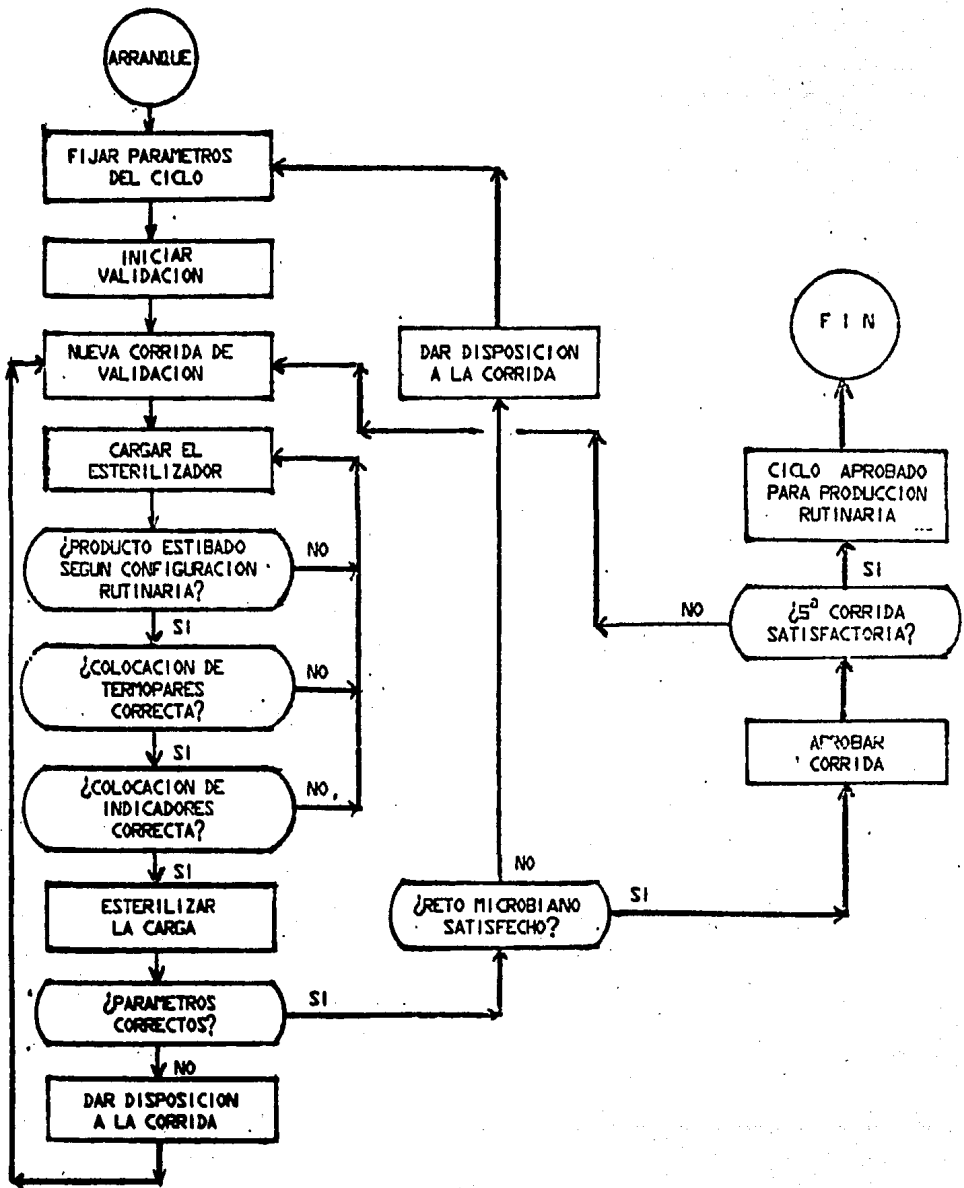 ARRANQUE
FIJAR PARAMETROS
DEL CICLO
INICIAR
VALIDACION
NUEVA CORRIDA DE
VALIDACION
CARGAR EL
ESTERILIZADOR
¿PRODUCTO ESTIBADO
SEGUN CONFIGURACION
RUTINARIA?
NO
SI
¿COLOCACION DE
TERMOPARES
CORRECTA?
NO
SI
¿COLOCACION DE
INDICADORES
CORRECTA?
NO
SI
ESTERILIZAR
LA CARGA
¿PARAMETROS
CORRECTOS?
SI
NO
DAR DISPOSICION
A LA CORRIDA
DAR DISPOSICION
A LA CORRIDA
NO
¿RETO MICROBIANO
SATISFECHO?
SI
FIN
CICLO APROBADO
PARA PRODUCCION
RUTINARIA
SI
NO
¿5ª CORRIDA
SATISFACTORIA?
APROBAR
CORRIDA